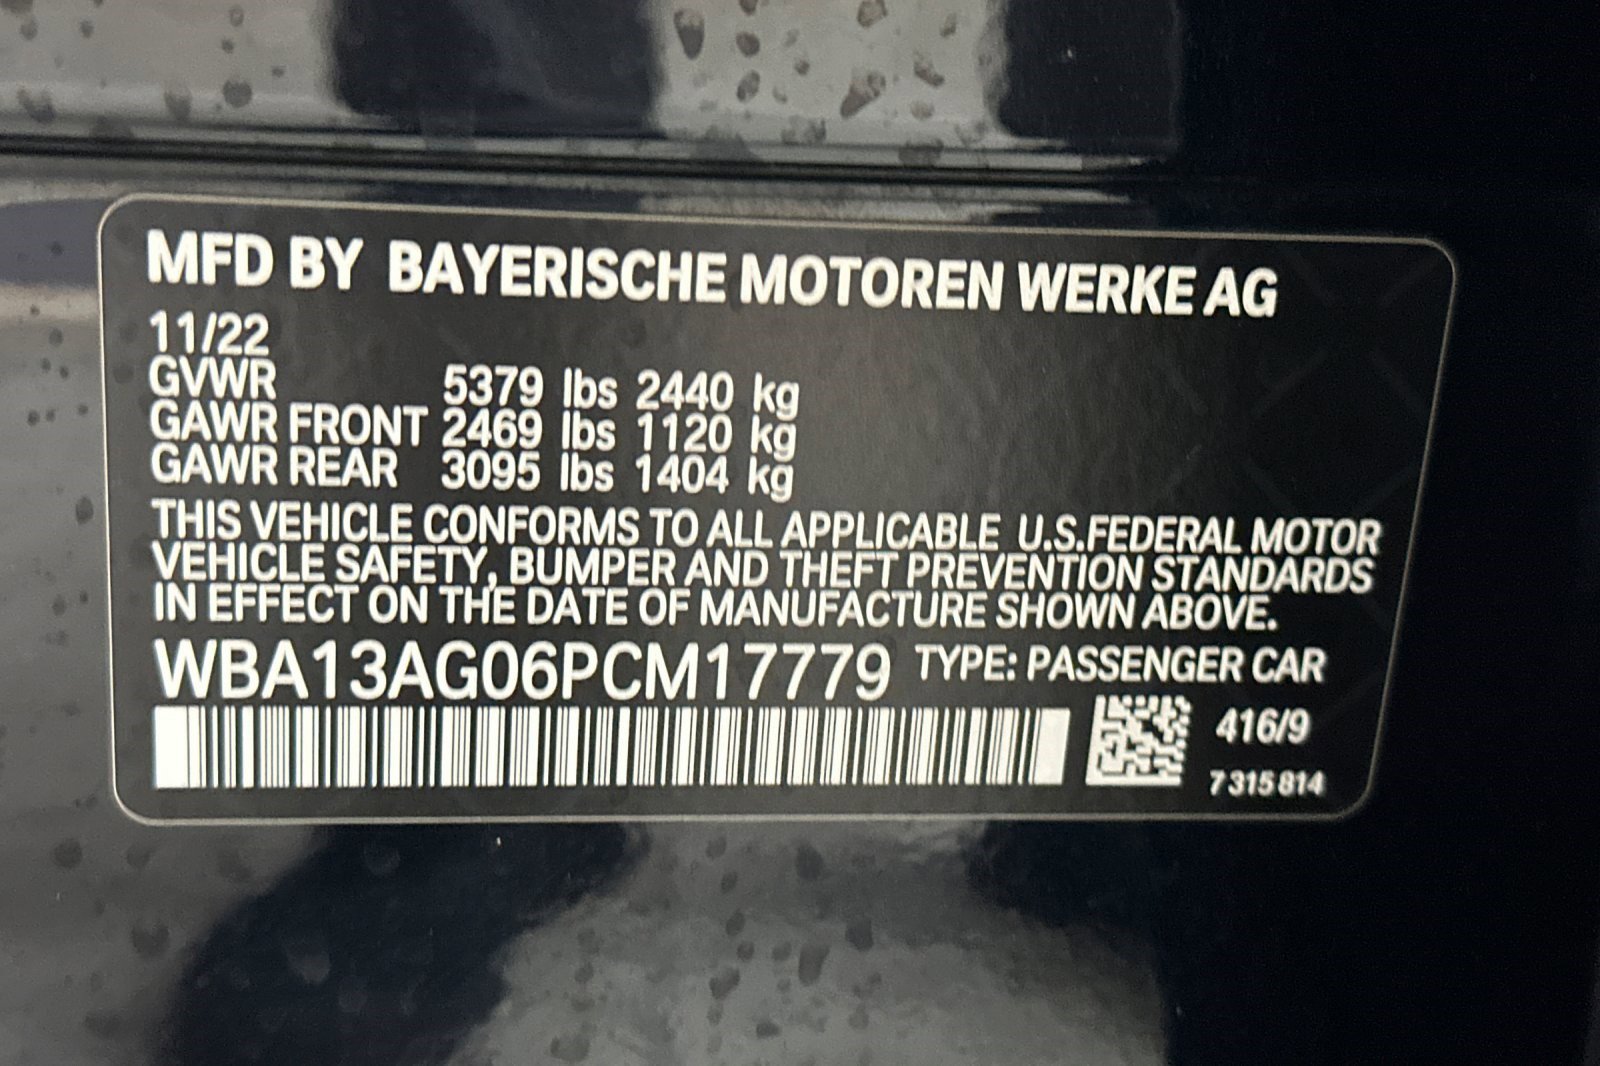 MFD BY BAYERISCHE MOTOREN WERKE AG
11/22
GVWR 5379 lbs 2440 kg
GAWR FRONT 2469 lbs 1120 kg
GAWR REAR 3095 lbs 1404 kg
THIS VEHICLE CONFORMS TO ALL APPLICABLE U.S.FEDERAL MOTOR
VEHICLE SAFETY, BUMPER AND THEFT PREVENTION STANDARDS
IN EFFECT ON THE DATE OF MANUFACTURE SHOWN ABOVE.
WBA13AG06PCM17779 TYPE: PASSENGER CAR
416/9
7 315 814